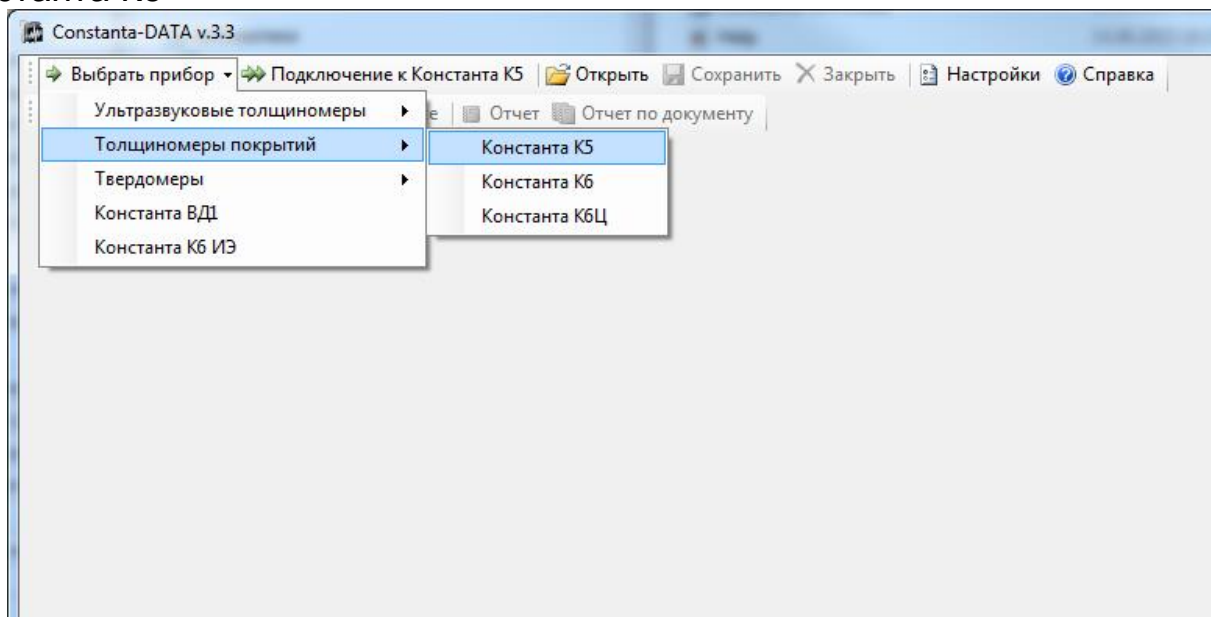 Constanta-DATA v.3.3
Выбрать прибор Подключение к Константа К5 Открыть Сохранить Закрыть Настройки Справка
Ультразвуковые толщиномеры е Отчет Отчет по документу
Толщиномеры покрытий Константа К5
Твердомеры Константа К6
Константа ВД1 Константа К6Ц
Константа К6 ИЭ